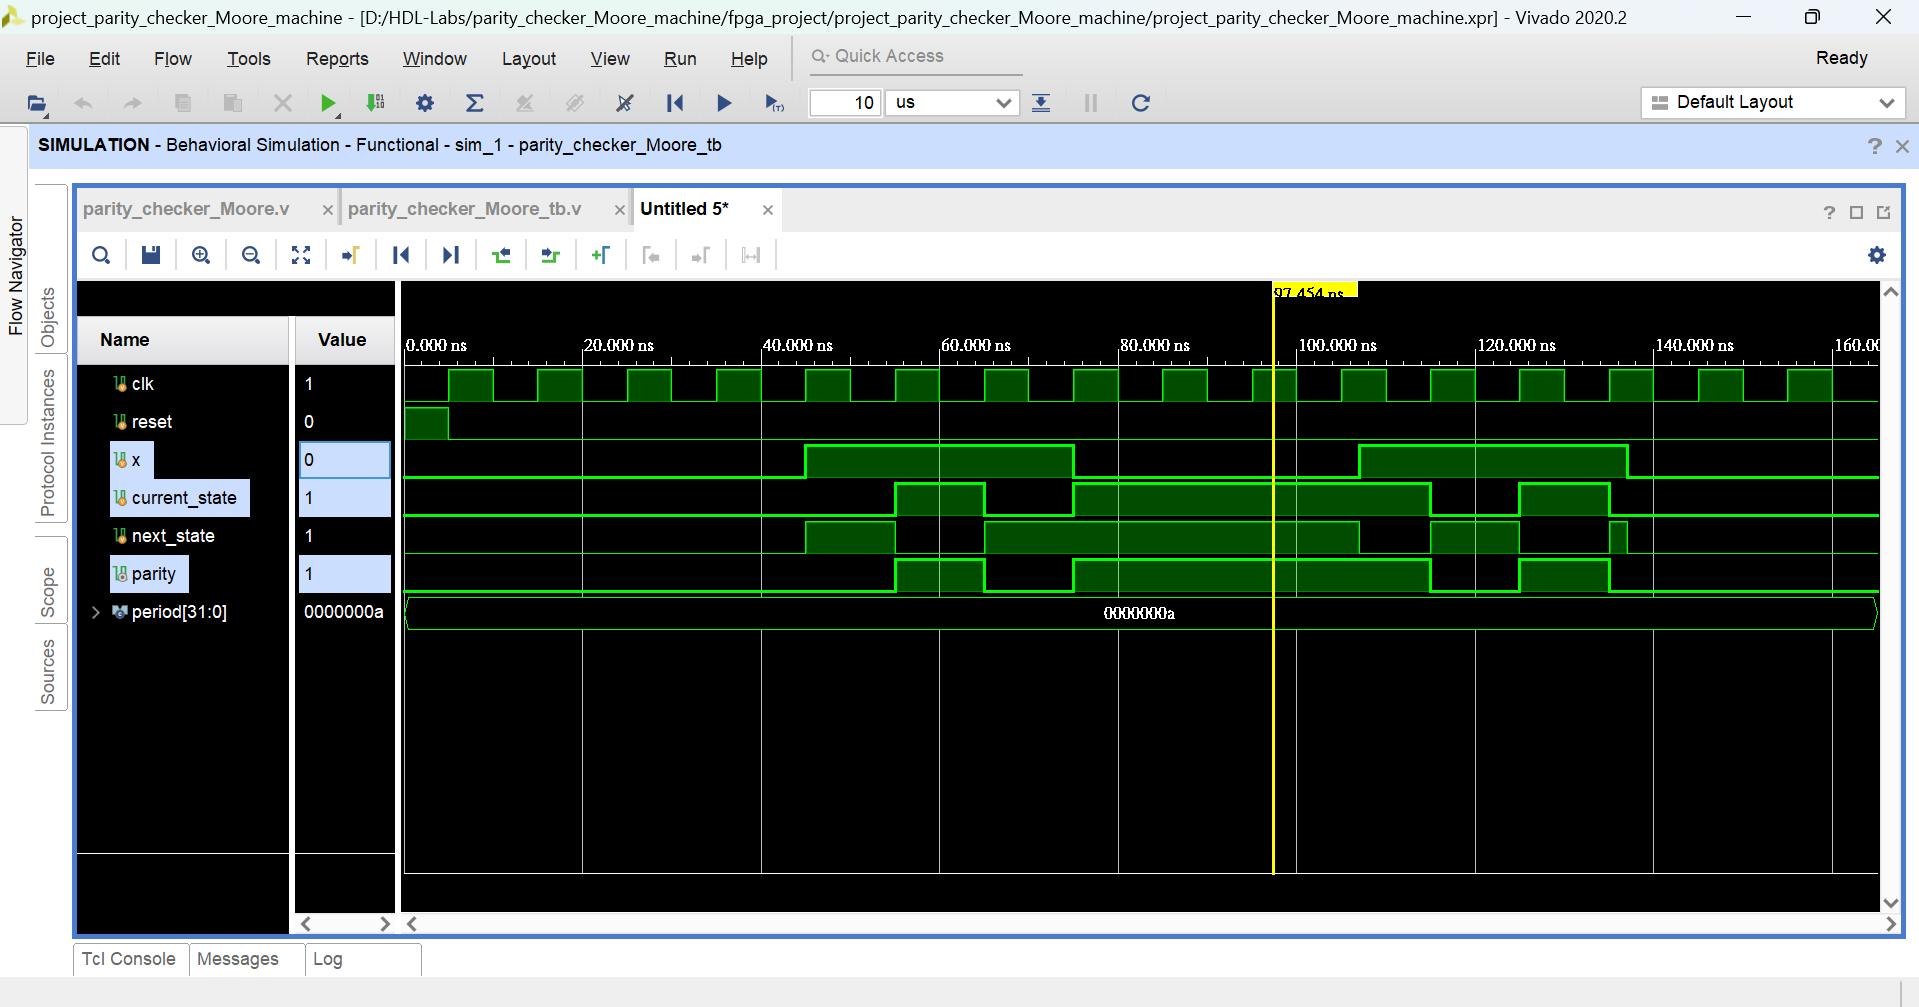 project_parity_checker_Moore_machine - [D:/HDL-Labs/parity_checker_Moore_machine/fpga_project/project_parity_checker_Moore_machine/project_parity_checker_Moore_machine.xpr] - Vivado 2020.2
File Edit Flow Tools Reports Window Layout View Run Help Quick Access Ready
10 us Default Layout
SIMULATION - Behavioral Simulation - Functional - sim_1 - parity_checker_Moore_tb
Flow Navigator
Objects
Protocol Instances
Scope
Sources
parity_checker_Moore.v parity_checker_Moore_tb.v Untitled 5*
97.454 ns
Name Value
0.000 ns 20.000 ns 40.000 ns 60.000 ns 80.000 ns 100.000 ns 120.000 ns 140.000 ns 160.00
clk 1
reset 0
x 0
current_state 1
next_state 1
parity 1
period[31:0] 0000000a 0000000a
Tcl Console Messages Log